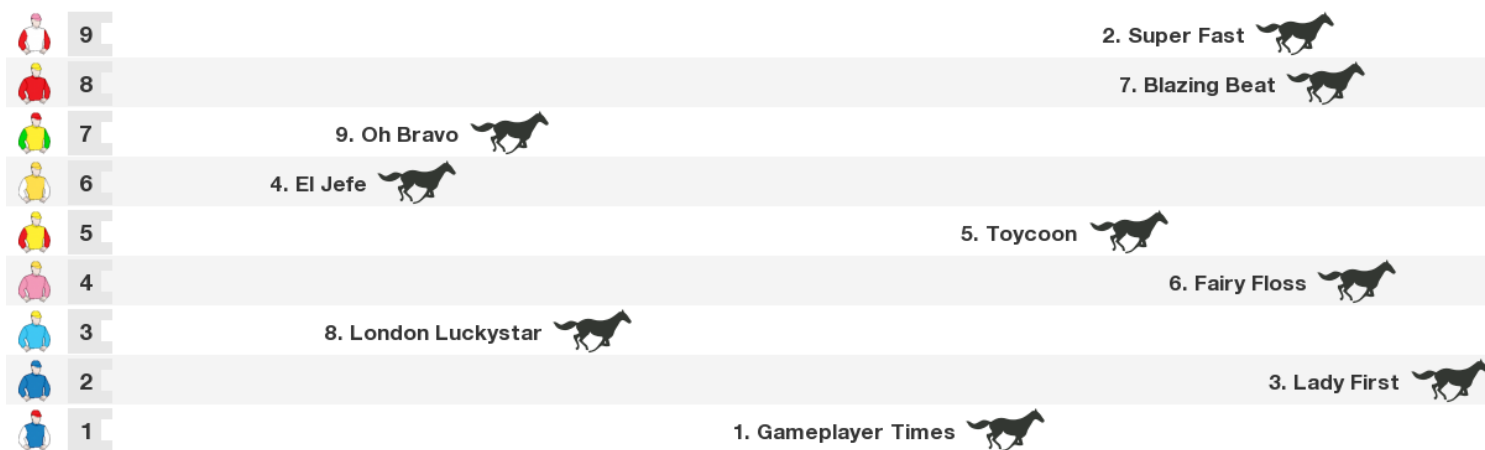 9 2. Super Fast
8 7. Blazing Beat
7 9. Oh Bravo
6 4. El Jefe
5 5. Toycoon
4 6. Fairy Floss
3 8. London Luckystar
2 3. Lady First
1 1. Gameplayer Times